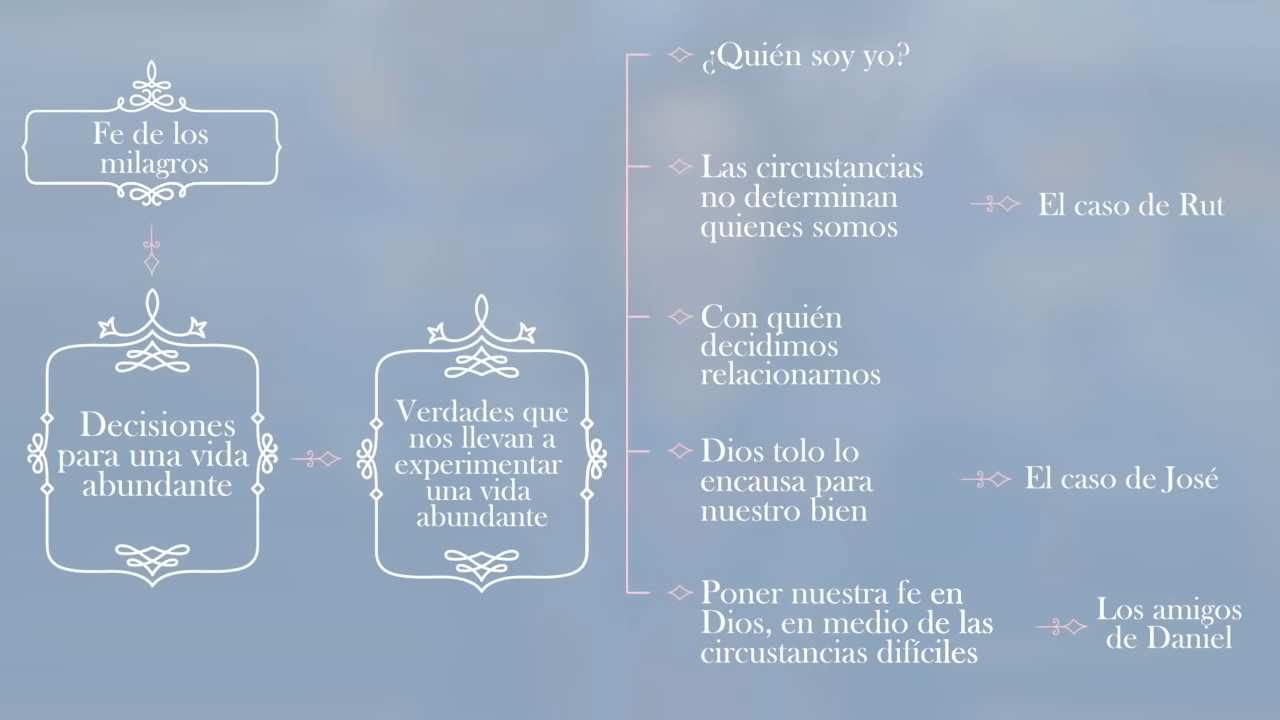 Fe de los
milagros
Decisiones
para una vida
abundante
Verdades que
nos llevan a
experimentar
una vida
abundante
¿Quién soy yo?
Las circustancias
no determinan
quienes somos
El caso de Rut
Con quién
decidimos
relacionarnos
Dios tolo lo
encausa para
nuestro bien
El caso de José
Poner nuestra fe en
Dios, en medio de las
circustancias difíciles
Los amigos
de Daniel